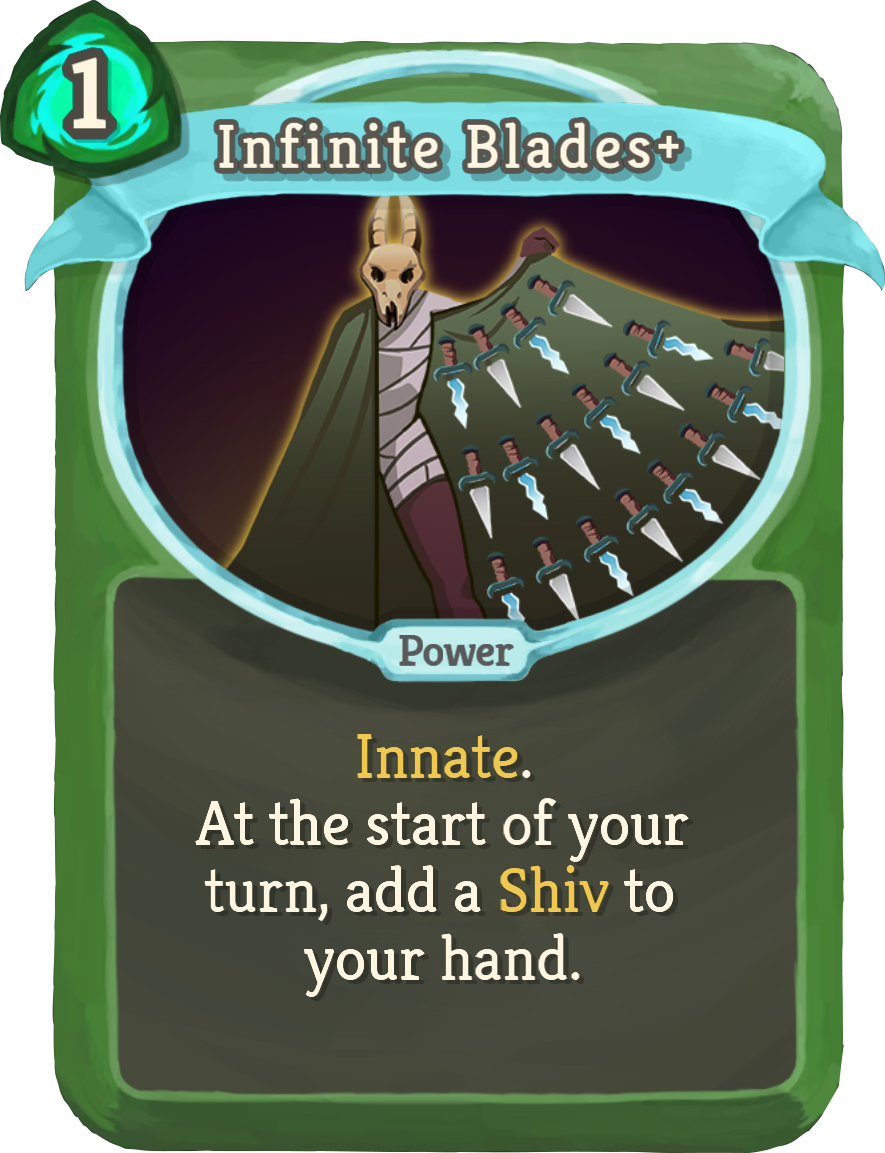 1
Infinite Blades+
Power
Innate.
At the start of your
turn, add a Shiv to
your hand.